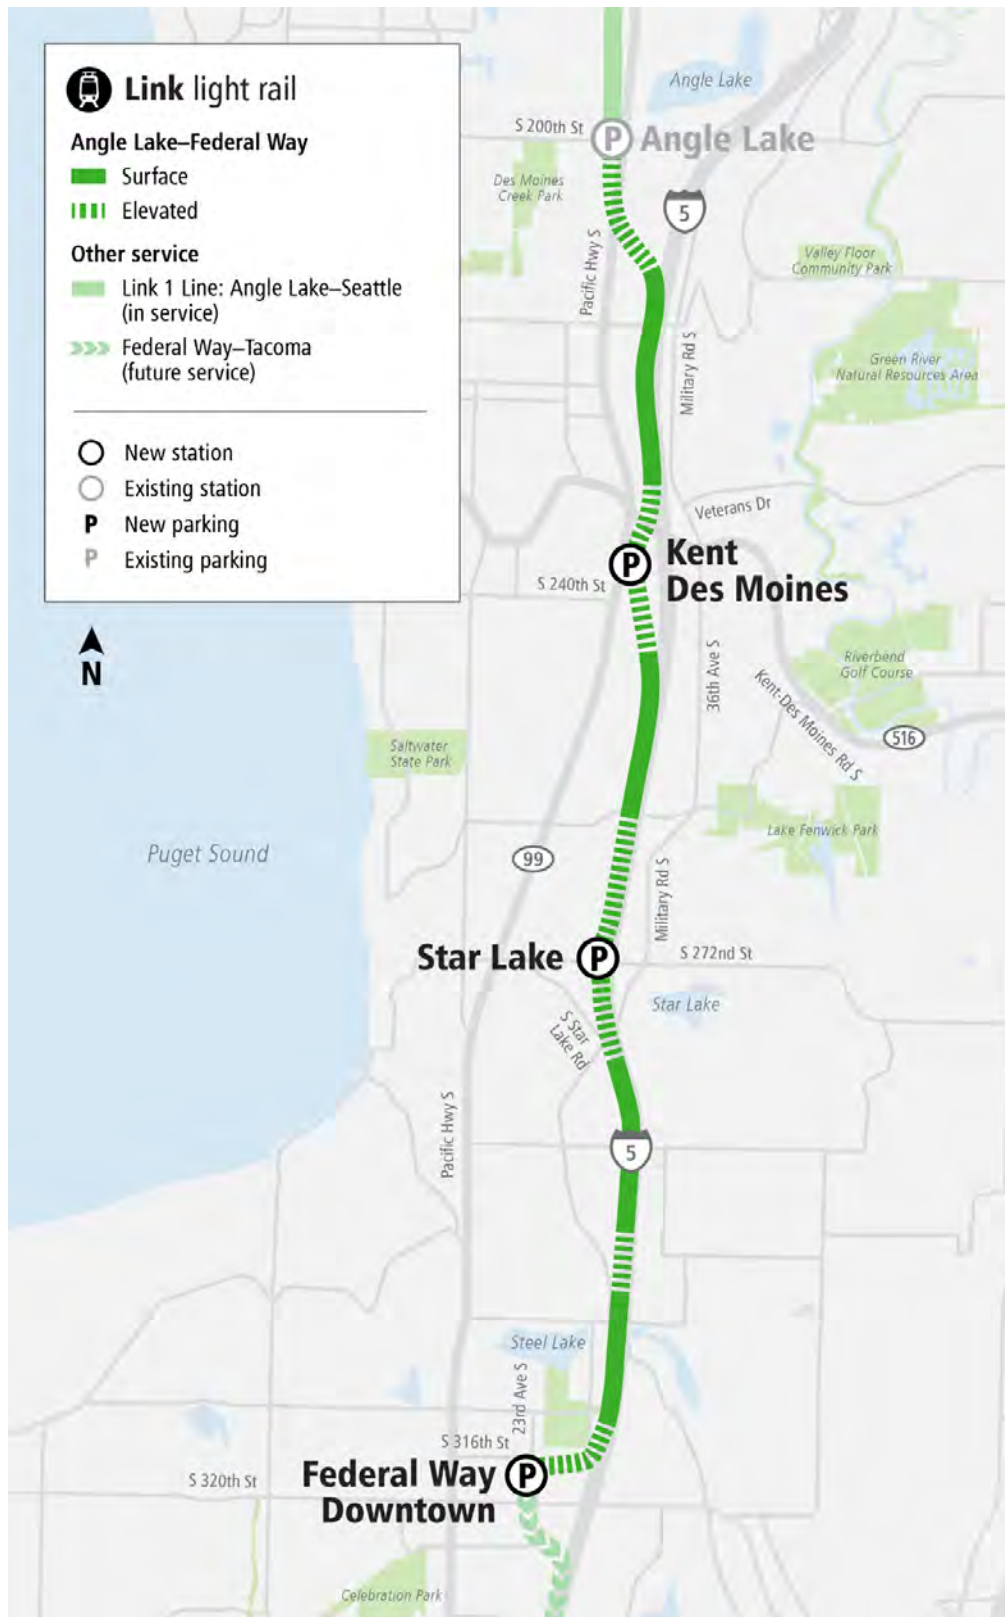 Link light rail
Angle Lake–Federal Way
Surface
Elevated
Other service
Link 1 Line: Angle Lake–Seattle
(in service)
Federal Way–Tacoma
(future service)
New station
Existing station
P New parking
P Existing parking
N
Angle Lake
S 200th St
P Angle Lake
Des Moines
Creek Park
5
Pacific Hwy S
Valley Floor
Community Park
Military Rd S
Green River
Natural Resources Area
Veterans Dr
P Kent
Des Moines
S 240th St
36th Ave S
Riverbend
Golf Course
Kent-Des Moines Rd S
516
Saltwater
State Park
Lake Fenwick Park
Puget Sound
99
Military Rd S
Star Lake P
S 272nd St
Star Lake
S Star
Lake Rd
Pacific Hwy S
5
Steel Lake
23rd Ave S
S 316th St
Federal Way P
Downtown
S 320th St
Celebration Park